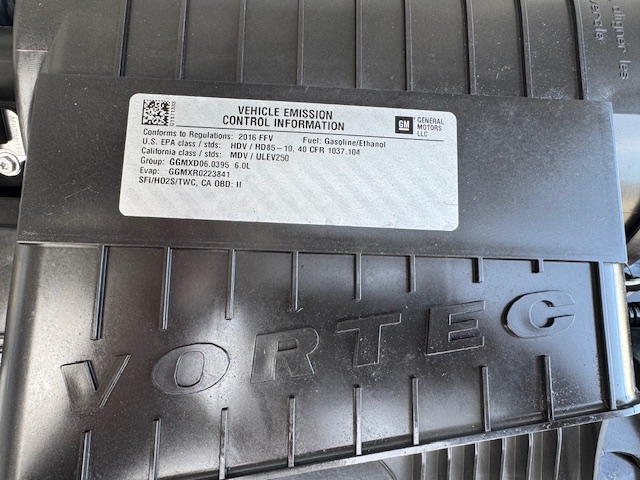 aligner les
VEHICLE EMISSION
CONTROL INFORMATION
GM GENERAL
MOTORS
LLC
Conforms to Regulations: 2016 FFV Fuel: Gasoline/Ethanol
U.S. EPA class / stds: HDV / HD85-10, 40 CFR 1037.104
California class / stds: MDV / ULEV250
Group: GGMXD06.0395 6.0L
Evap: GGMXR0223841
SFI/HO2S/TWC, CA OBD: II
VORTEC